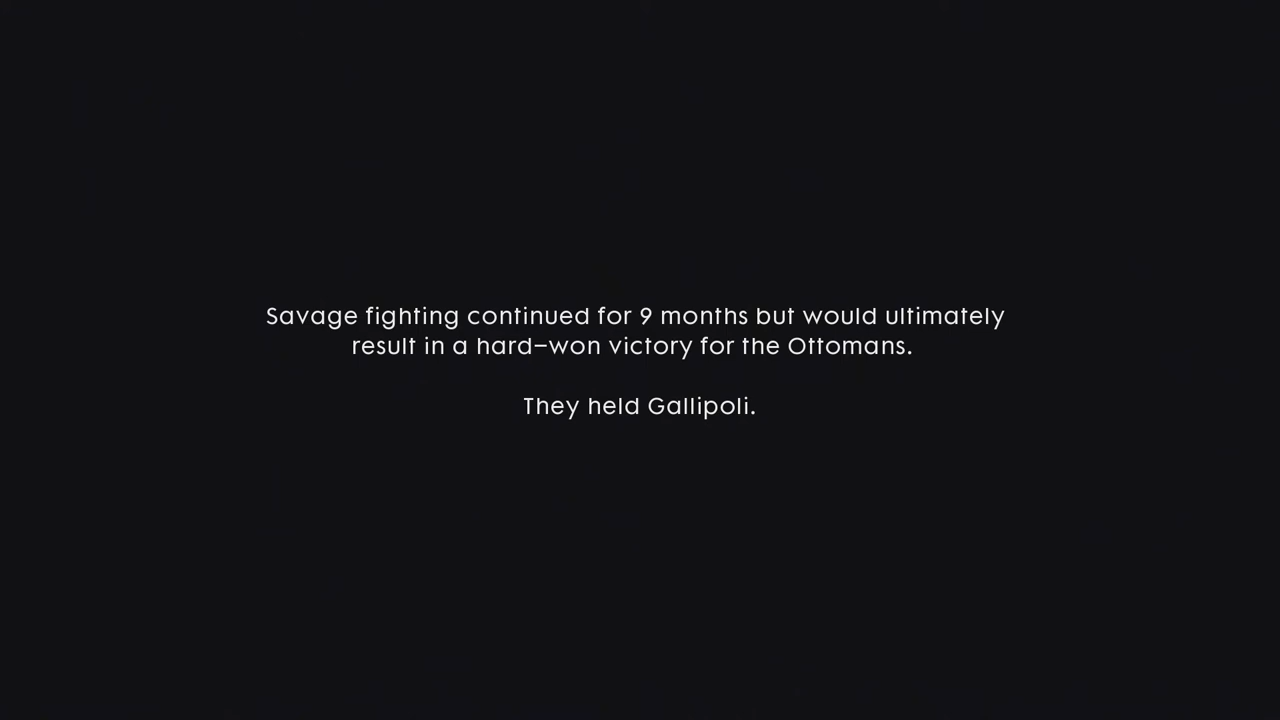 Savage fighting continued for 9 months but would ultimately
result in a hard–won victory for the Ottomans.
They held Gallipoli.